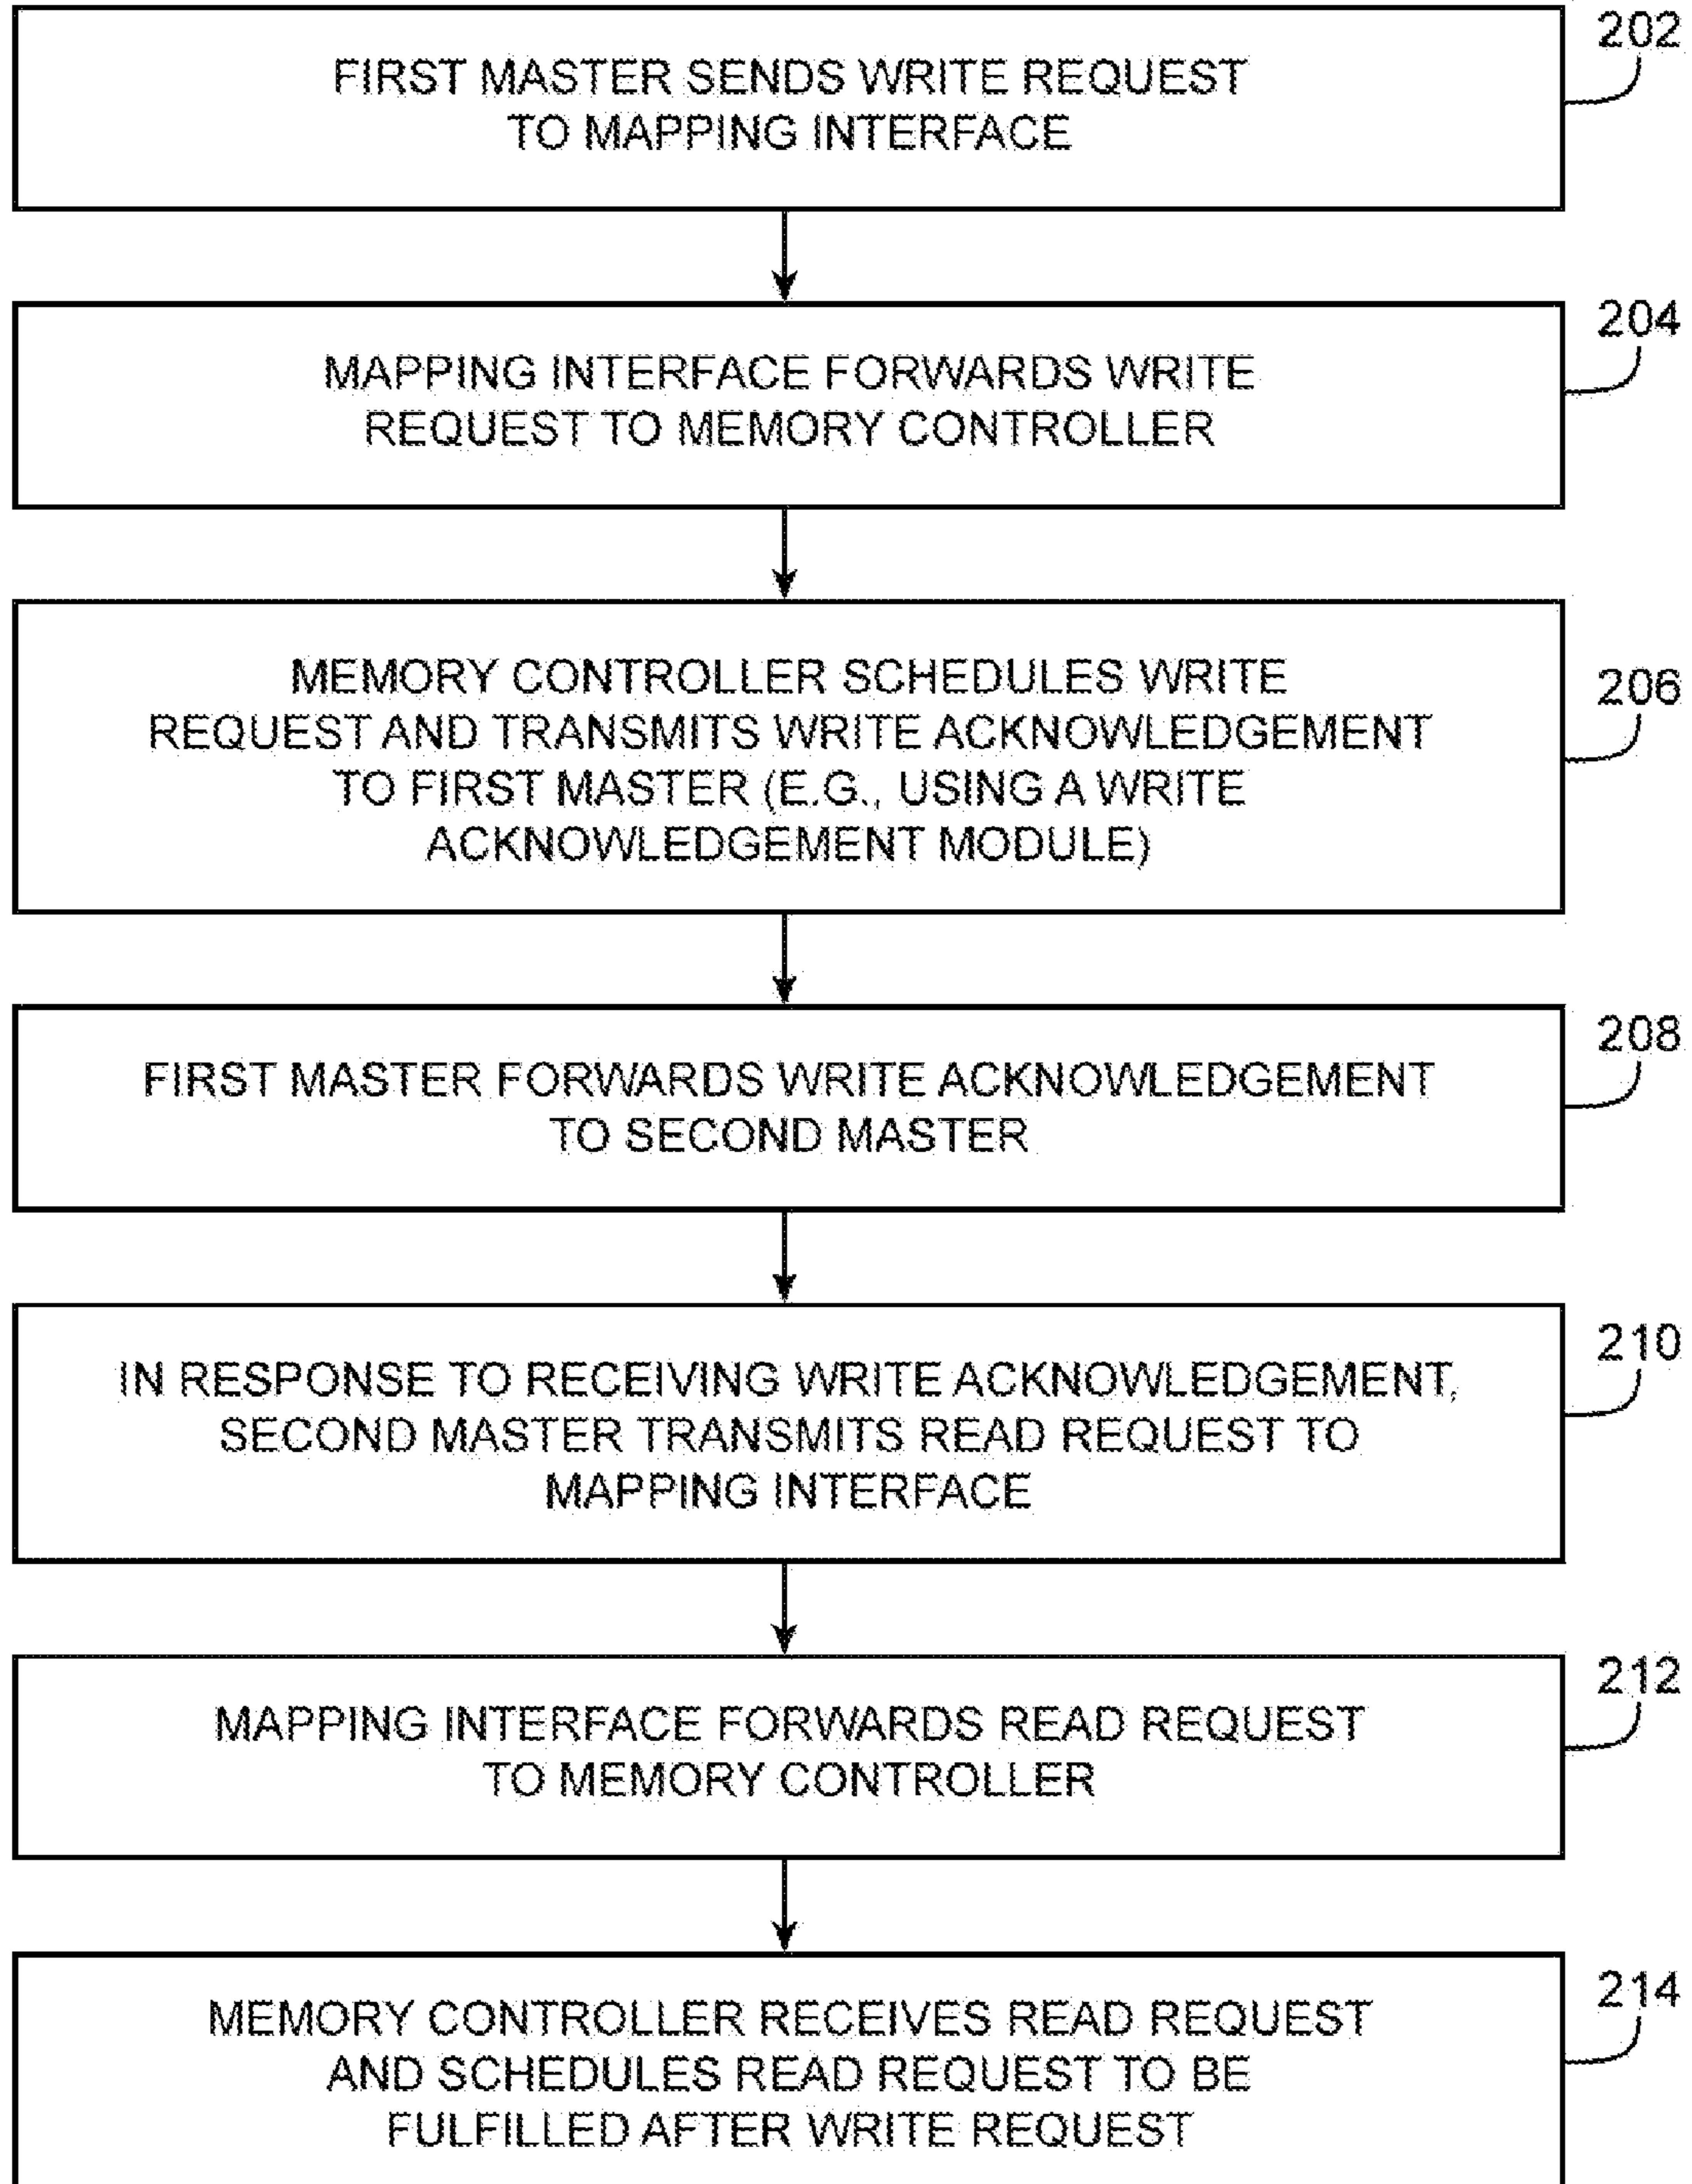 202
FIRST MASTER SENDS WRITE REQUEST
TO MAPPING INTERFACE
204
MAPPING INTERFACE FORWARDS WRITE
REQUEST TO MEMORY CONTROLLER
206
MEMORY CONTROLLER SCHEDULES WRITE
REQUEST AND TRANSMITS WRITE ACKNOWLEDGEMENT
TO FIRST MASTER (E.G., USING A WRITE
ACKNOWLEDGEMENT MODULE)
208
FIRST MASTER FORWARDS WRITE ACKNOWLEDGEMENT
TO SECOND MASTER
210
IN RESPONSE TO RECEIVING WRITE ACKNOWLEDGEMENT,
SECOND MASTER TRANSMITS READ REQUEST TO
MAPPING INTERFACE
212
MAPPING INTERFACE FORWARDS READ REQUEST
TO MEMORY CONTROLLER
214
MEMORY CONTROLLER RECEIVES READ REQUEST
AND SCHEDULES READ REQUEST TO BE
FULFILLED AFTER WRITE REQUEST